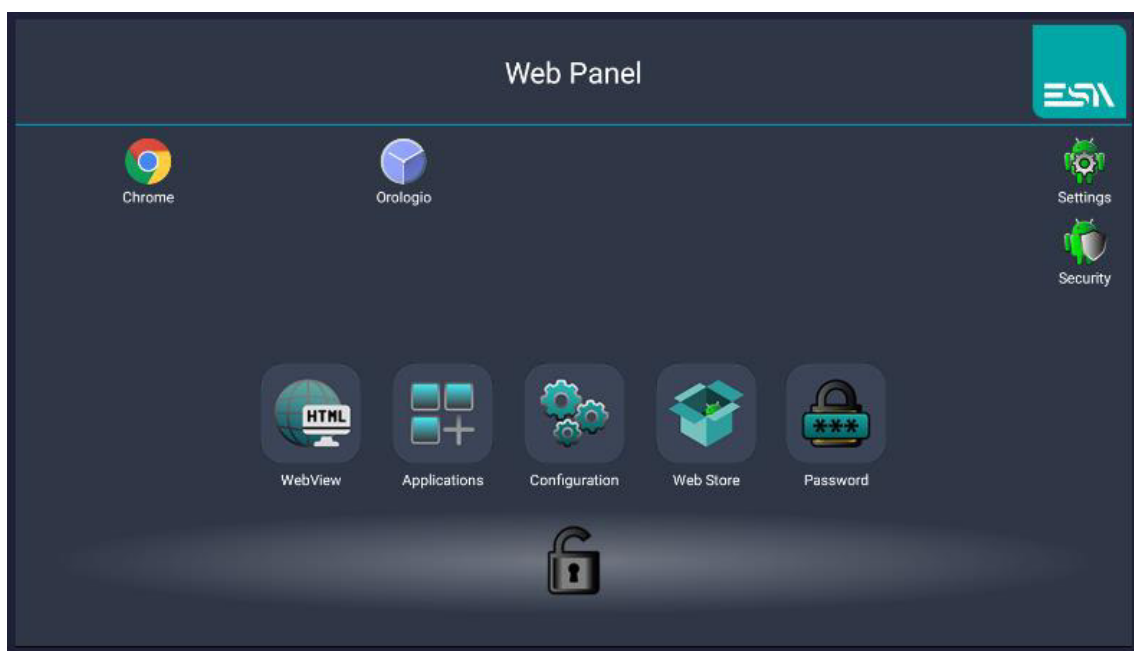 Web Panel
ESA
Chrome
Orologio
Settings
Security
HTML
***
WebView
Applications
Configuration
Web Store
Password